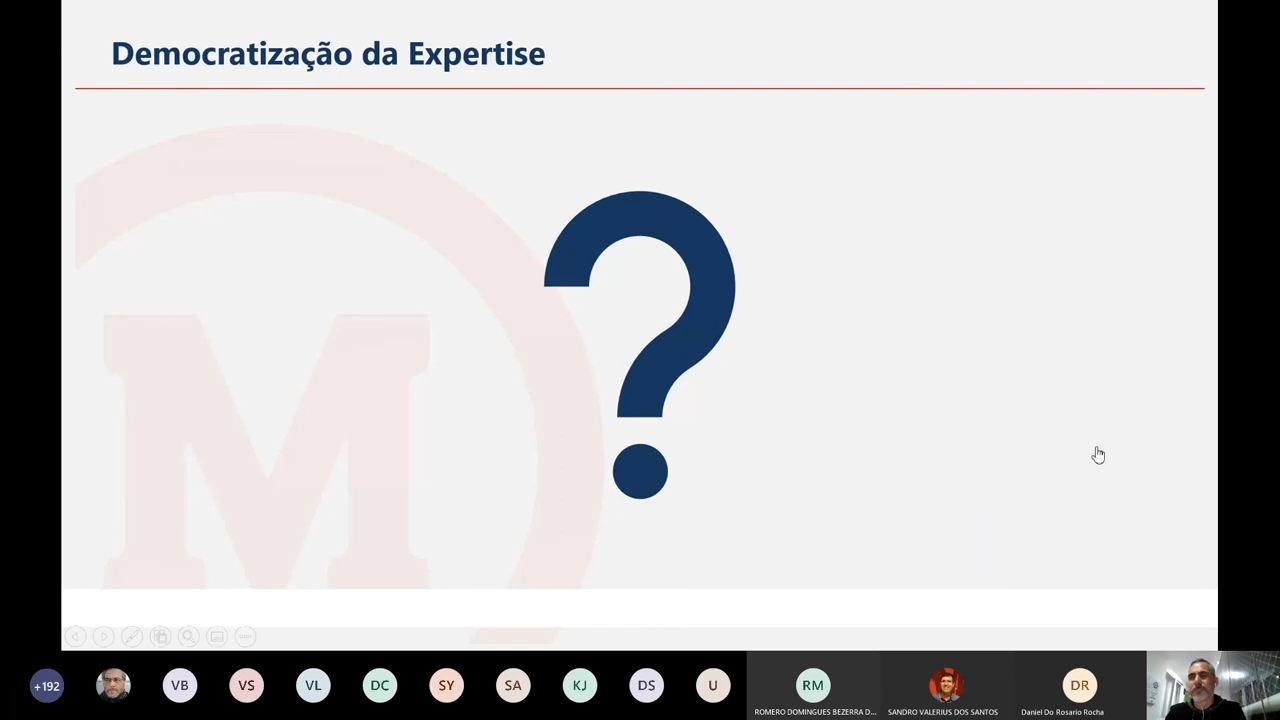 Democratização da Expertise
M
?
+192
VB
VS
VL
DC
SY
SA
KJ
DS
U
RM
DR
ROMERO DOMINGUES BEZERRA D...
SANDRO VALERIUS DOS SANTOS
Daniel Do Rosario Rocha